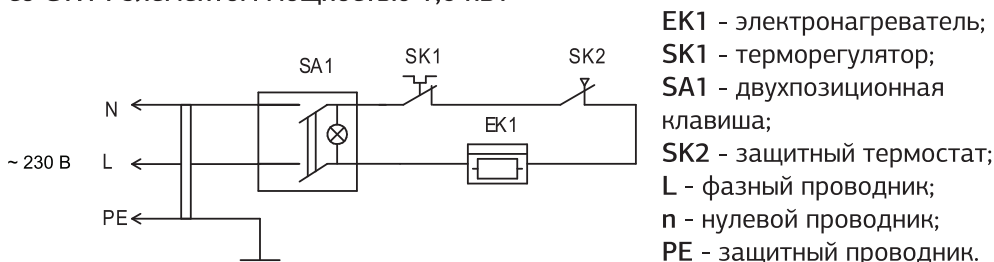 EK1 - электронагреватель;
SK1 - терморегулятор;
SA1 - двухпозиционная
клавиша;
SK2 - защитный термостат;
L - фазный проводник;
n - нулевой проводник;
PE - защитный проводник.
SA1
SK1
SK2
N
EK1
~ 230 В
L
PE